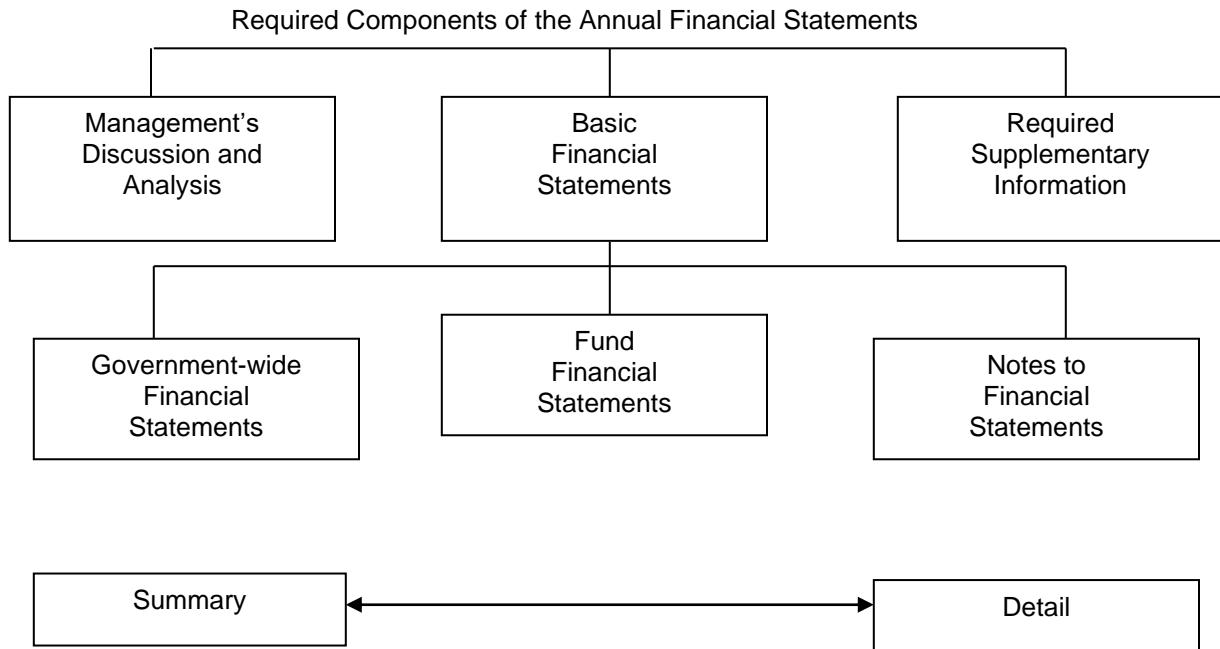 Required Components of the Annual Financial Statements
Management’s
Discussion and
Analysis
Basic
Financial
Statements
Required
Supplementary
Information
Government-wide
Financial
Statements
Fund
Financial
Statements
Notes to
Financial
Statements
Summary
Detail